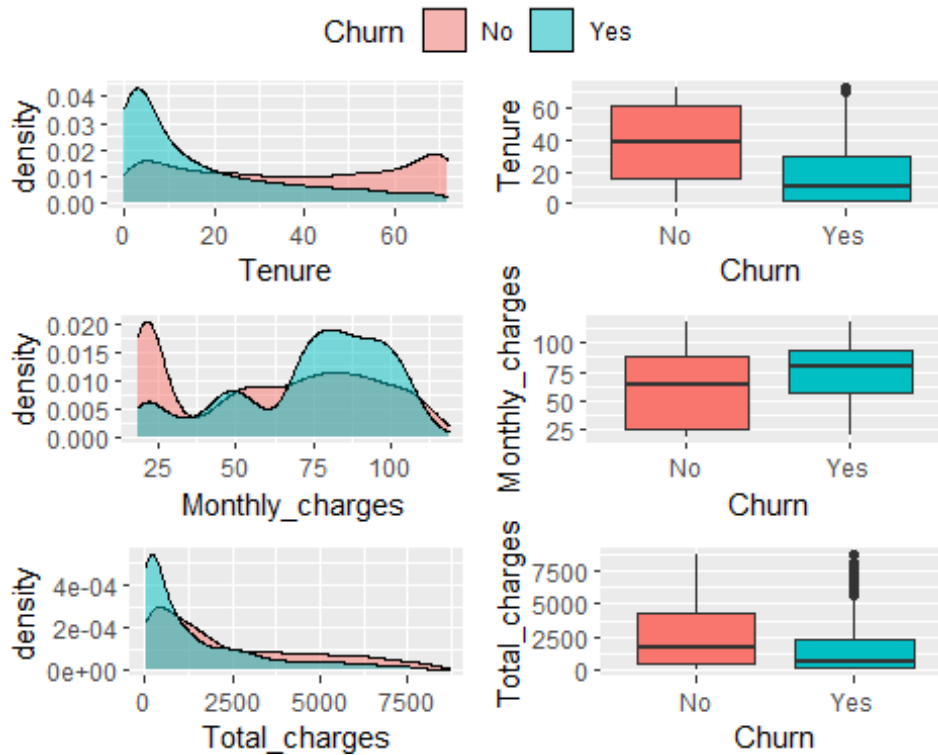 Churn No Yes
density
0.04
0.03
0.02
0.01
0.00
0 20 40 60
Tenure
Tenure
60
40
20
0
No Yes
Churn
density
0.020
0.015
0.010
0.005
0.000
25 50 75 100
Monthly_charges
Monthly_charges
100
75
50
25
No Yes
Churn
density
4e-04
2e-04
0e+00
0 2500 5000 7500
Total_charges
Total_charges
7500
5000
2500
0
No Yes
Churn